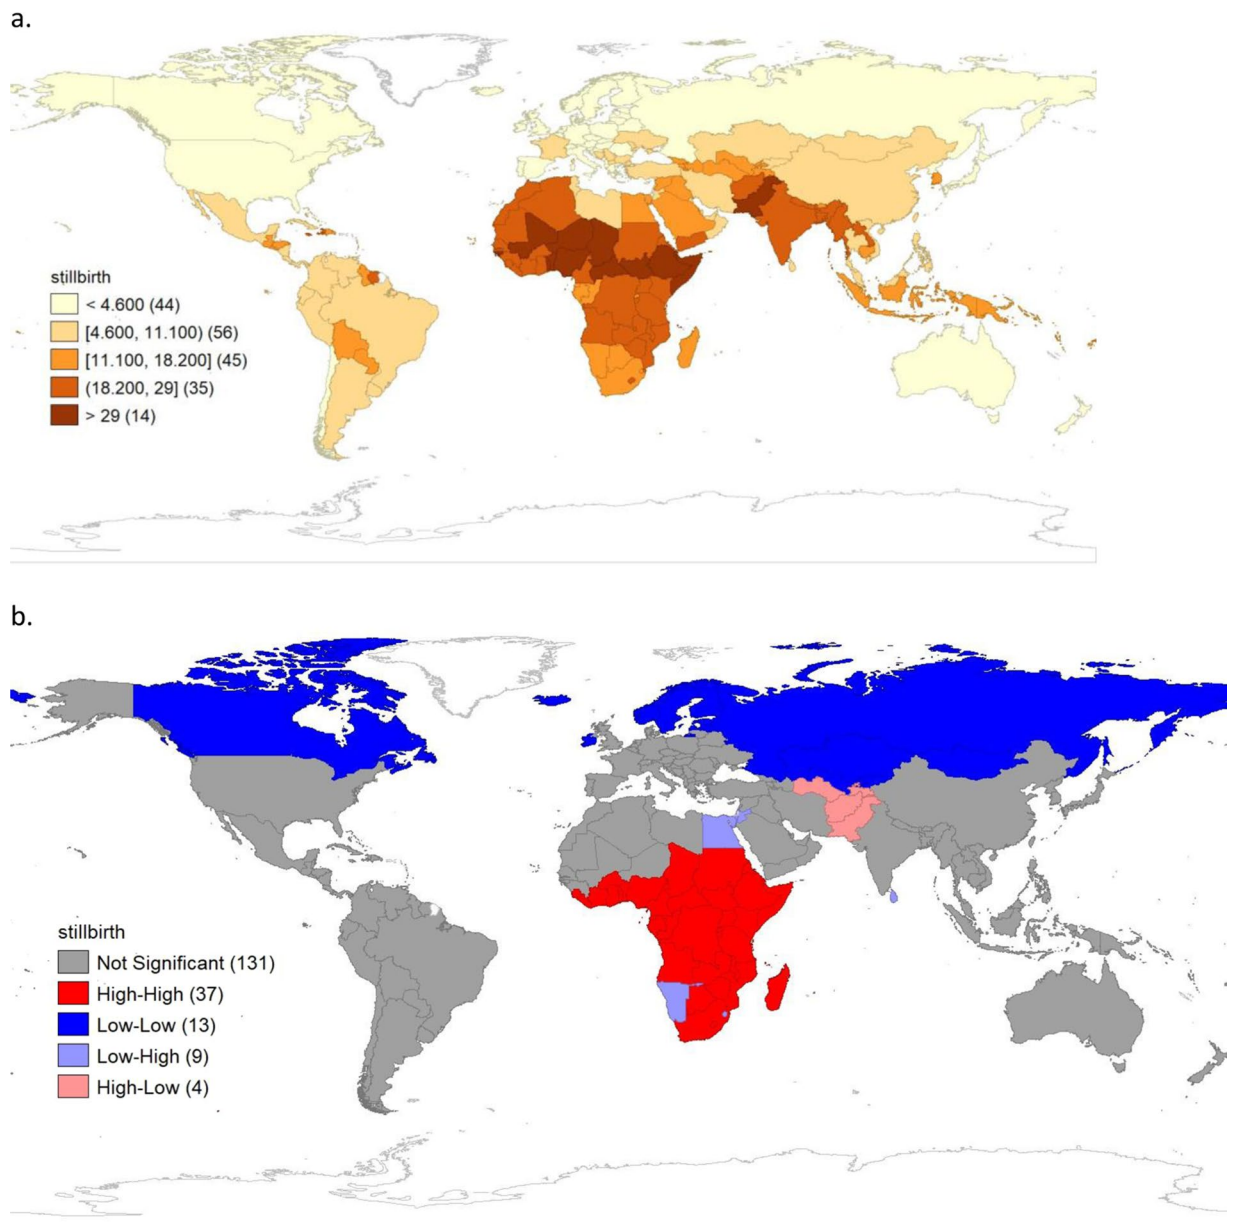 a.
stillbirth
< 4.600 (44)
[4.600, 11.100) (56)
[11.100, 18.200] (45)
(18.200, 29] (35)
> 29 (14)
b.
stillbirth
Not Significant (131)
High-High (37)
Low-Low (13)
Low-High (9)
High-Low (4)